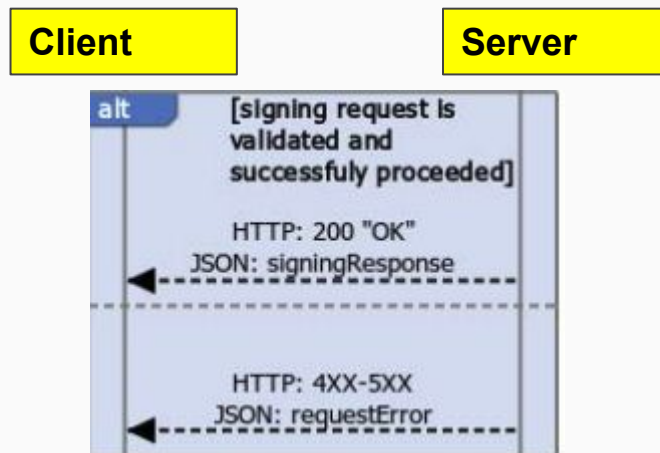 Client
Server
alt
[signing request is
validated and
successfuly proceeded]
HTTP: 200 "OK"
JSON: signingResponse
HTTP: 4XX-5XX
JSON: requestError